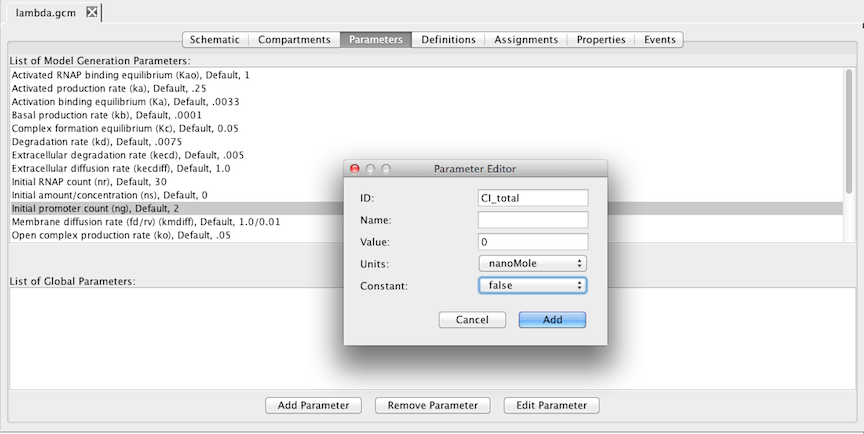 lambda.gcm
Schematic Compartments Parameters Definitions Assignments Properties Events
List of Model Generation Parameters:
Activated RNAP binding equilibrium (Kao), Default, 1
Activated production rate (ka), Default, .25
Activation binding equilibrium (Ka), Default, .0033
Basal production rate (kb), Default, .0001
Complex formation equilibrium (Kc), Default, 0.05
Degradation rate (kd), Default, .0075
Extracellular degradation rate (kecd), Default, .005
Extracellular diffusion rate (kecdiff), Default, 1.0
Initial RNAP count (nr), Default, 30
Initial amount/concentration (ns), Default, 0
Initial promoter count (ng), Default, 2
Membrane diffusion rate (fd/rv) (kmdiff), Default, 1.0/0.01
Open complex production rate (ko), Default, .05
List of Global Parameters:
Add Parameter Remove Parameter Edit Parameter
Parameter Editor
ID: CI_total
Name:
Value: 0
Units: nanoMole
Constant: false
Cancel Add